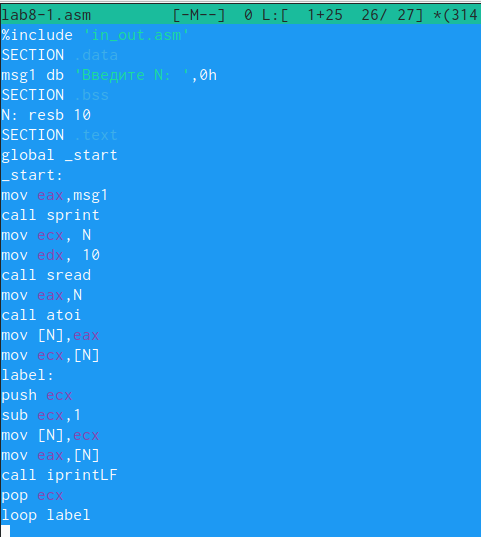 lab8-1.asm [-M--] 0 L:[ 1+25 26/ 27] *(314
%include 'in_out.asm'
SECTION .data
msg1 db 'Введите N: ',0h
SECTION .bss
N: resb 10
SECTION .text
global _start
_start:
mov eax,msg1
call sprint
mov ecx, N
mov edx, 10
call sread
mov eax,N
call atoi
mov [N],eax
mov ecx,[N]
label:
push ecx
sub ecx,1
mov [N],ecx
mov eax,[N]
call iprintLF
pop ecx
loop label